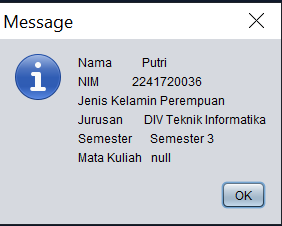 Message
Nama Putri
NIM 2241720036
Jenis Kelamin Perempuan
Jurusan DIV Teknik Informatika
Semester Semester 3
Mata Kuliah null
OK